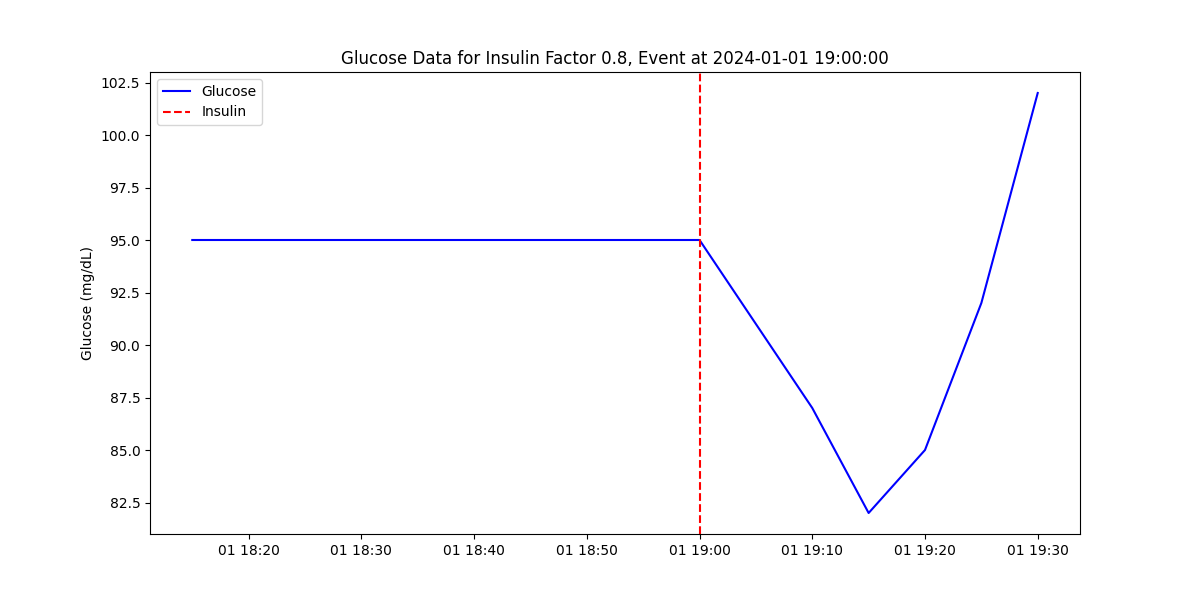 Glucose Data for Insulin Factor 0.8, Event at 2024-01-01 19:00:00
Glucose
Insulin
Glucose (mg/dL)
102.5
100.0
97.5
95.0
92.5
90.0
87.5
85.0
82.5
01 18:20 01 18:30 01 18:40 01 18:50 01 19:00 01 19:10 01 19:20 01 19:30